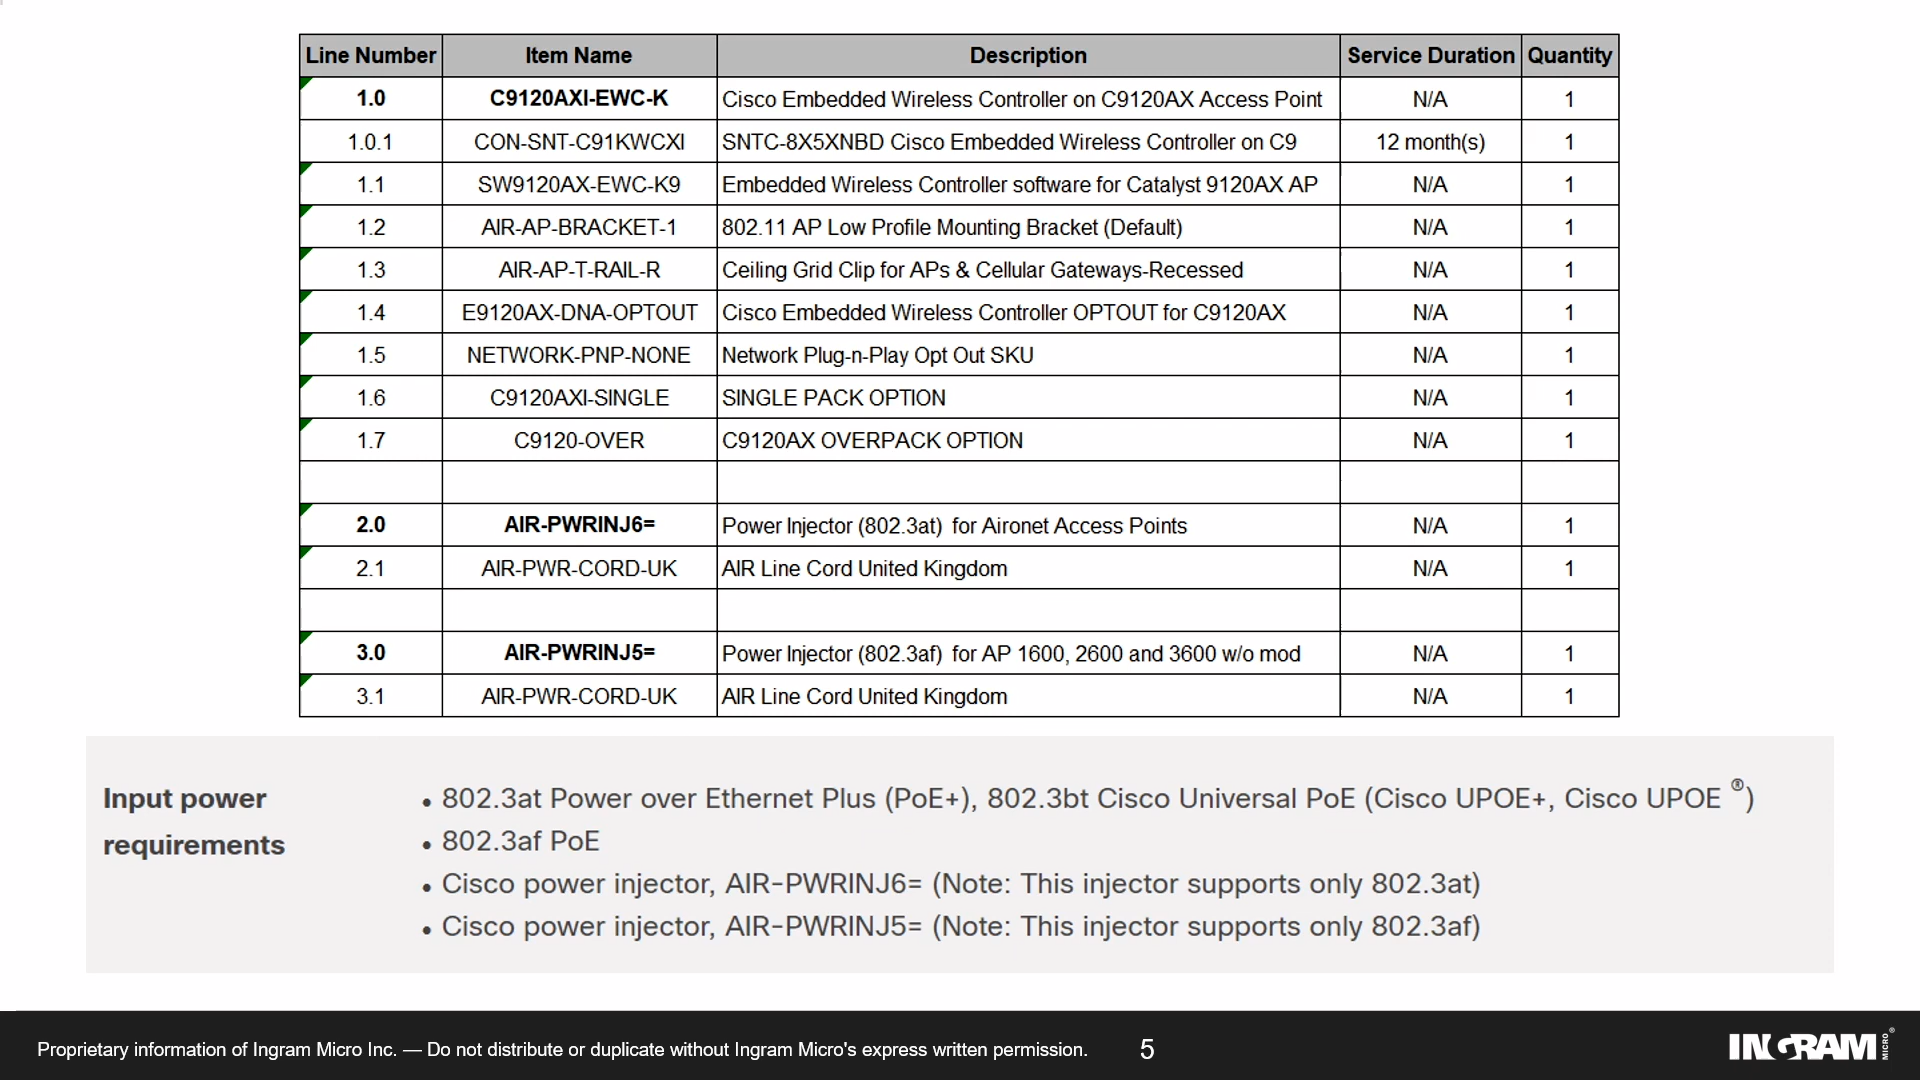 Line Number Item Name Description Service Duration Quantity
1.0 C9120AXI-EWC-K Cisco Embedded Wireless Controller on C9120AX Access Point N/A 1
1.0.1 CON-SNT-C91KWCXI SNTC-8X5XNBD Cisco Embedded Wireless Controller on C9 12 month(s) 1
1.1 SW9120AX-EWC-K9 Embedded Wireless Controller software for Catalyst 9120AX AP N/A 1
1.2 AIR-AP-BRACKET-1 802.11 AP Low Profile Mounting Bracket (Default) N/A 1
1.3 AIR-AP-T-RAIL-R Ceiling Grid Clip for APs & Cellular Gateways-Recessed N/A 1
1.4 E9120AX-DNA-OPTOUT Cisco Embedded Wireless Controller OPTOUT for C9120AX N/A 1
1.5 NETWORK-PNP-NONE Network Plug-n-Play Opt Out SKU N/A 1
1.6 C9120AXI-SINGLE SINGLE PACK OPTION N/A 1
1.7 C9120-OVER C9120AX OVERPACK OPTION N/A 1
2.0 AIR-PWRINJ6= Power Injector (802.3at) for Aironet Access Points N/A 1
2.1 AIR-PWR-CORD-UK AIR Line Cord United Kingdom N/A 1
3.0 AIR-PWRINJ5= Power Injector (802.3af) for AP 1600, 2600 and 3600 w/o mod N/A 1
3.1 AIR-PWR-CORD-UK AIR Line Cord United Kingdom N/A 1
Input power
requirements
• 802.3at Power over Ethernet Plus (PoE+), 802.3bt Cisco Universal PoE (Cisco UPOE+, Cisco UPOE ®)
• 802.3af PoE
• Cisco power injector, AIR-PWRINJ6= (Note: This injector supports only 802.3at)
• Cisco power injector, AIR-PWRINJ5= (Note: This injector supports only 802.3af)
Proprietary information of Ingram Micro Inc. — Do not distribute or duplicate without Ingram Micro's express written permission. 5
INGRAM MICRO ®